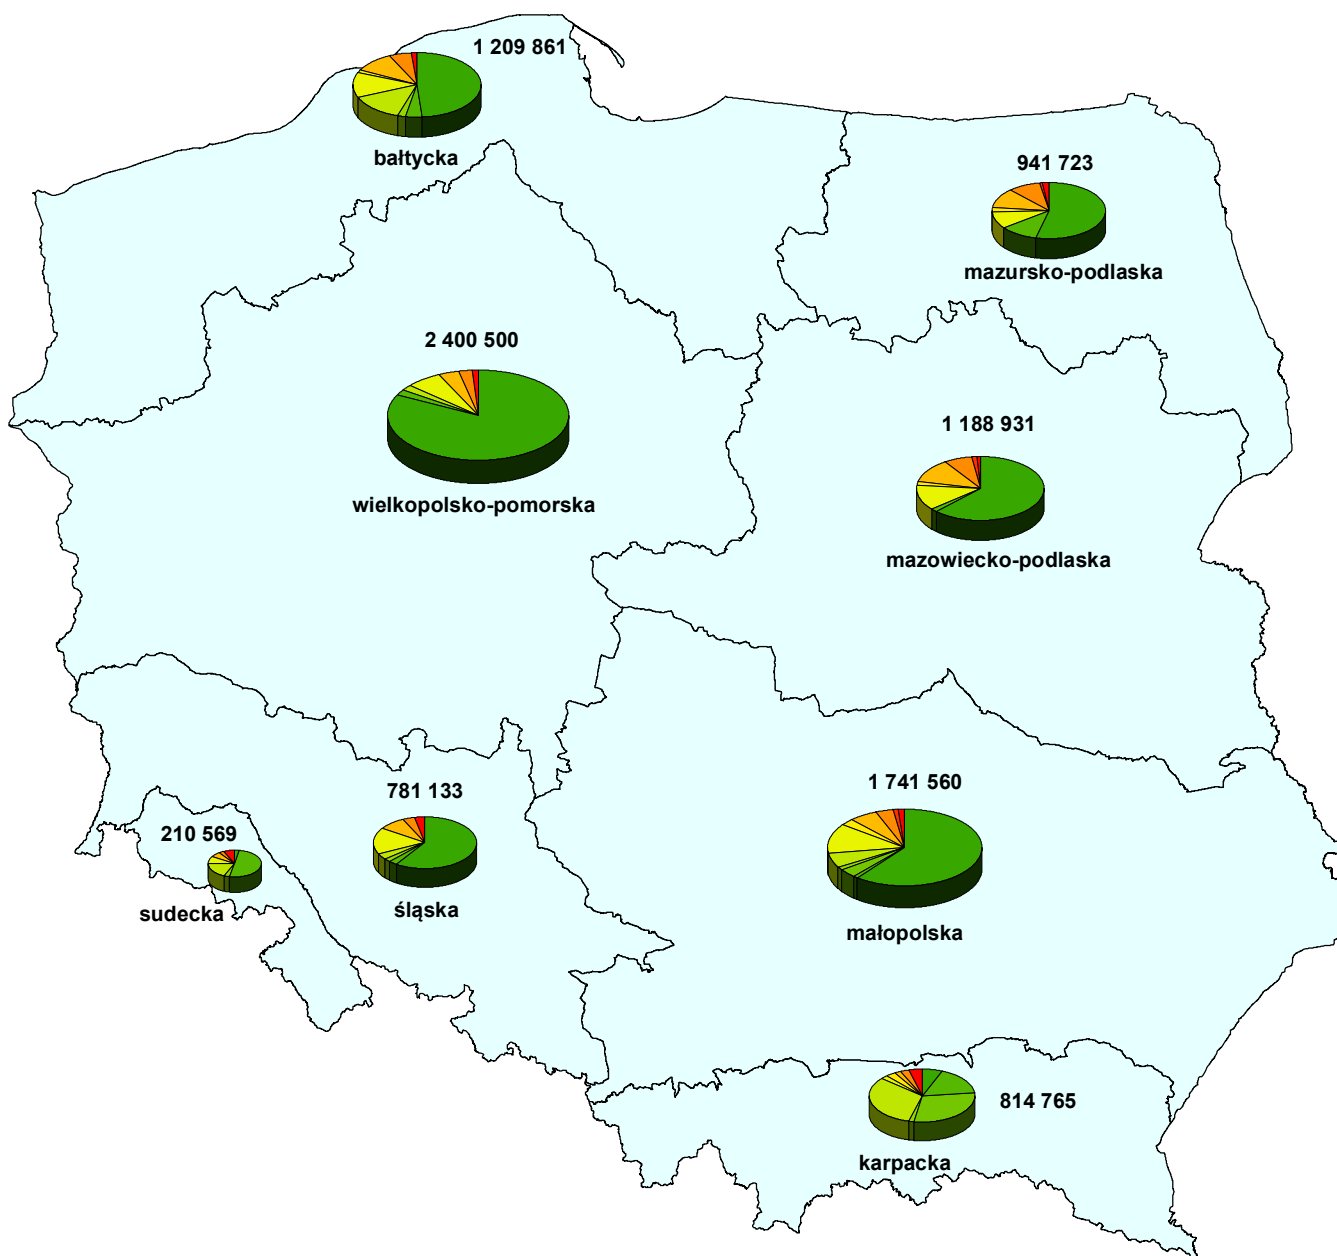 1 209 861
bałtycka
941 723
mazursko-podlaska
2 400 500
wielkopolsko-pomorska
1 188 931
mazowiecko-podlaska
781 133
śląska
210 569
sudecka
1 741 560
małopolska
814 765
karpacka